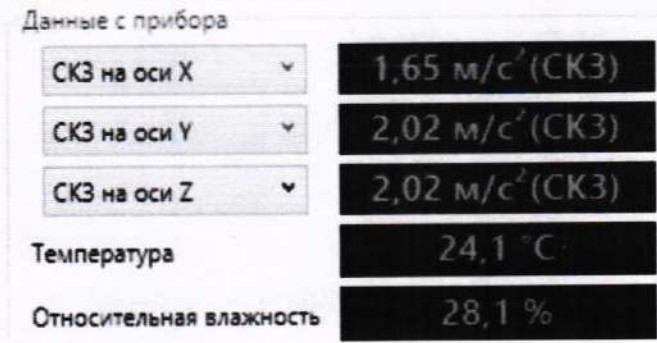 Данные с прибора
СКЗ на оси X 1,65 м/с²(СКЗ)
СКЗ на оси Y 2,02 м/с²(СКЗ)
СКЗ на оси Z 2,02 м/с²(СКЗ)
Температура 24,1 °C
Относительная влажность 28,1 %